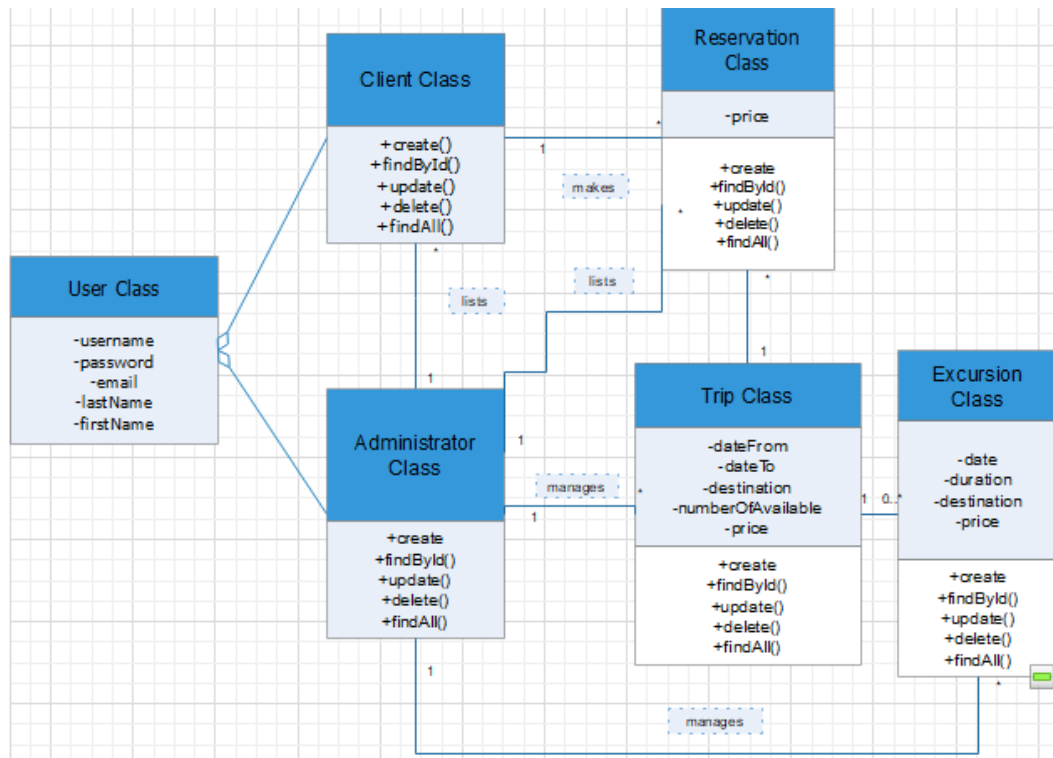 Client Class
+create()
+findById()
+update()
+delete()
+findAll()
Reservation
Class
-price
+create
+findById()
+update()
+delete()
+findAll()
1
*
makes
*
lists
*
lists
1
User Class
-username
-password
-email
-lastName
-firstName
*
1
Administrator
Class
+create
+findById()
+update()
+delete()
+findAll()
1
manages
*
1
Trip Class
-dateFrom
-dateTo
-destination
-numberOfAvailable
-price
+create
+findById()
+update()
+delete()
+findAll()
1
0..*
Excursion
Class
-date
-duration
-destination
-price
+create
+findById()
+update()
+delete()
+findAll()
1
*
manages